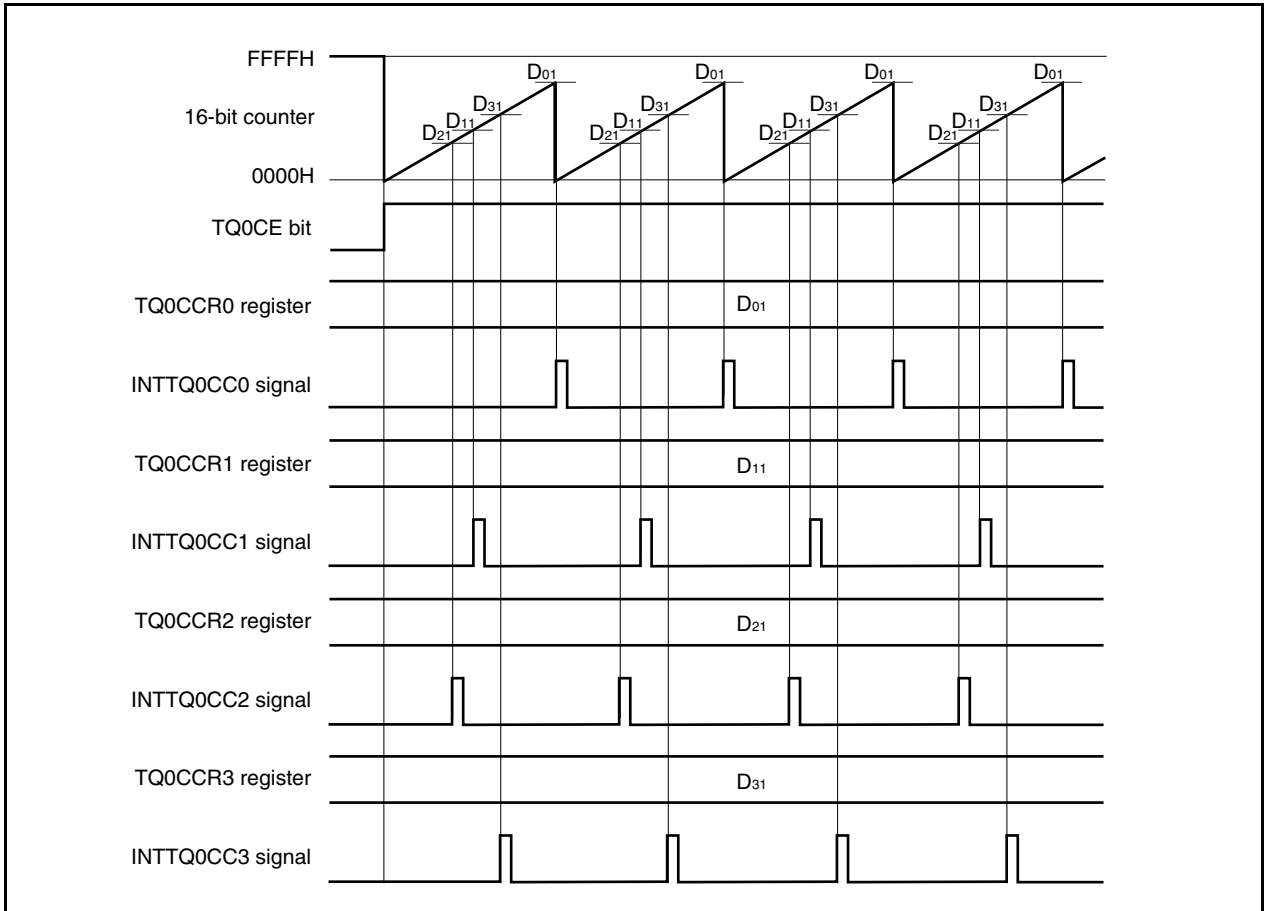 FFFFH
16-bit counter
0000H
D01 D01 D01 D01
D31 D31 D31 D31
D11 D11 D11 D11
D21 D21 D21 D21
TQ0CE bit
TQ0CCR0 register
D01
INTTQ0CC0 signal
TQ0CCR1 register
D11
INTTQ0CC1 signal
TQ0CCR2 register
D21
INTTQ0CC2 signal
TQ0CCR3 register
D31
INTTQ0CC3 signal